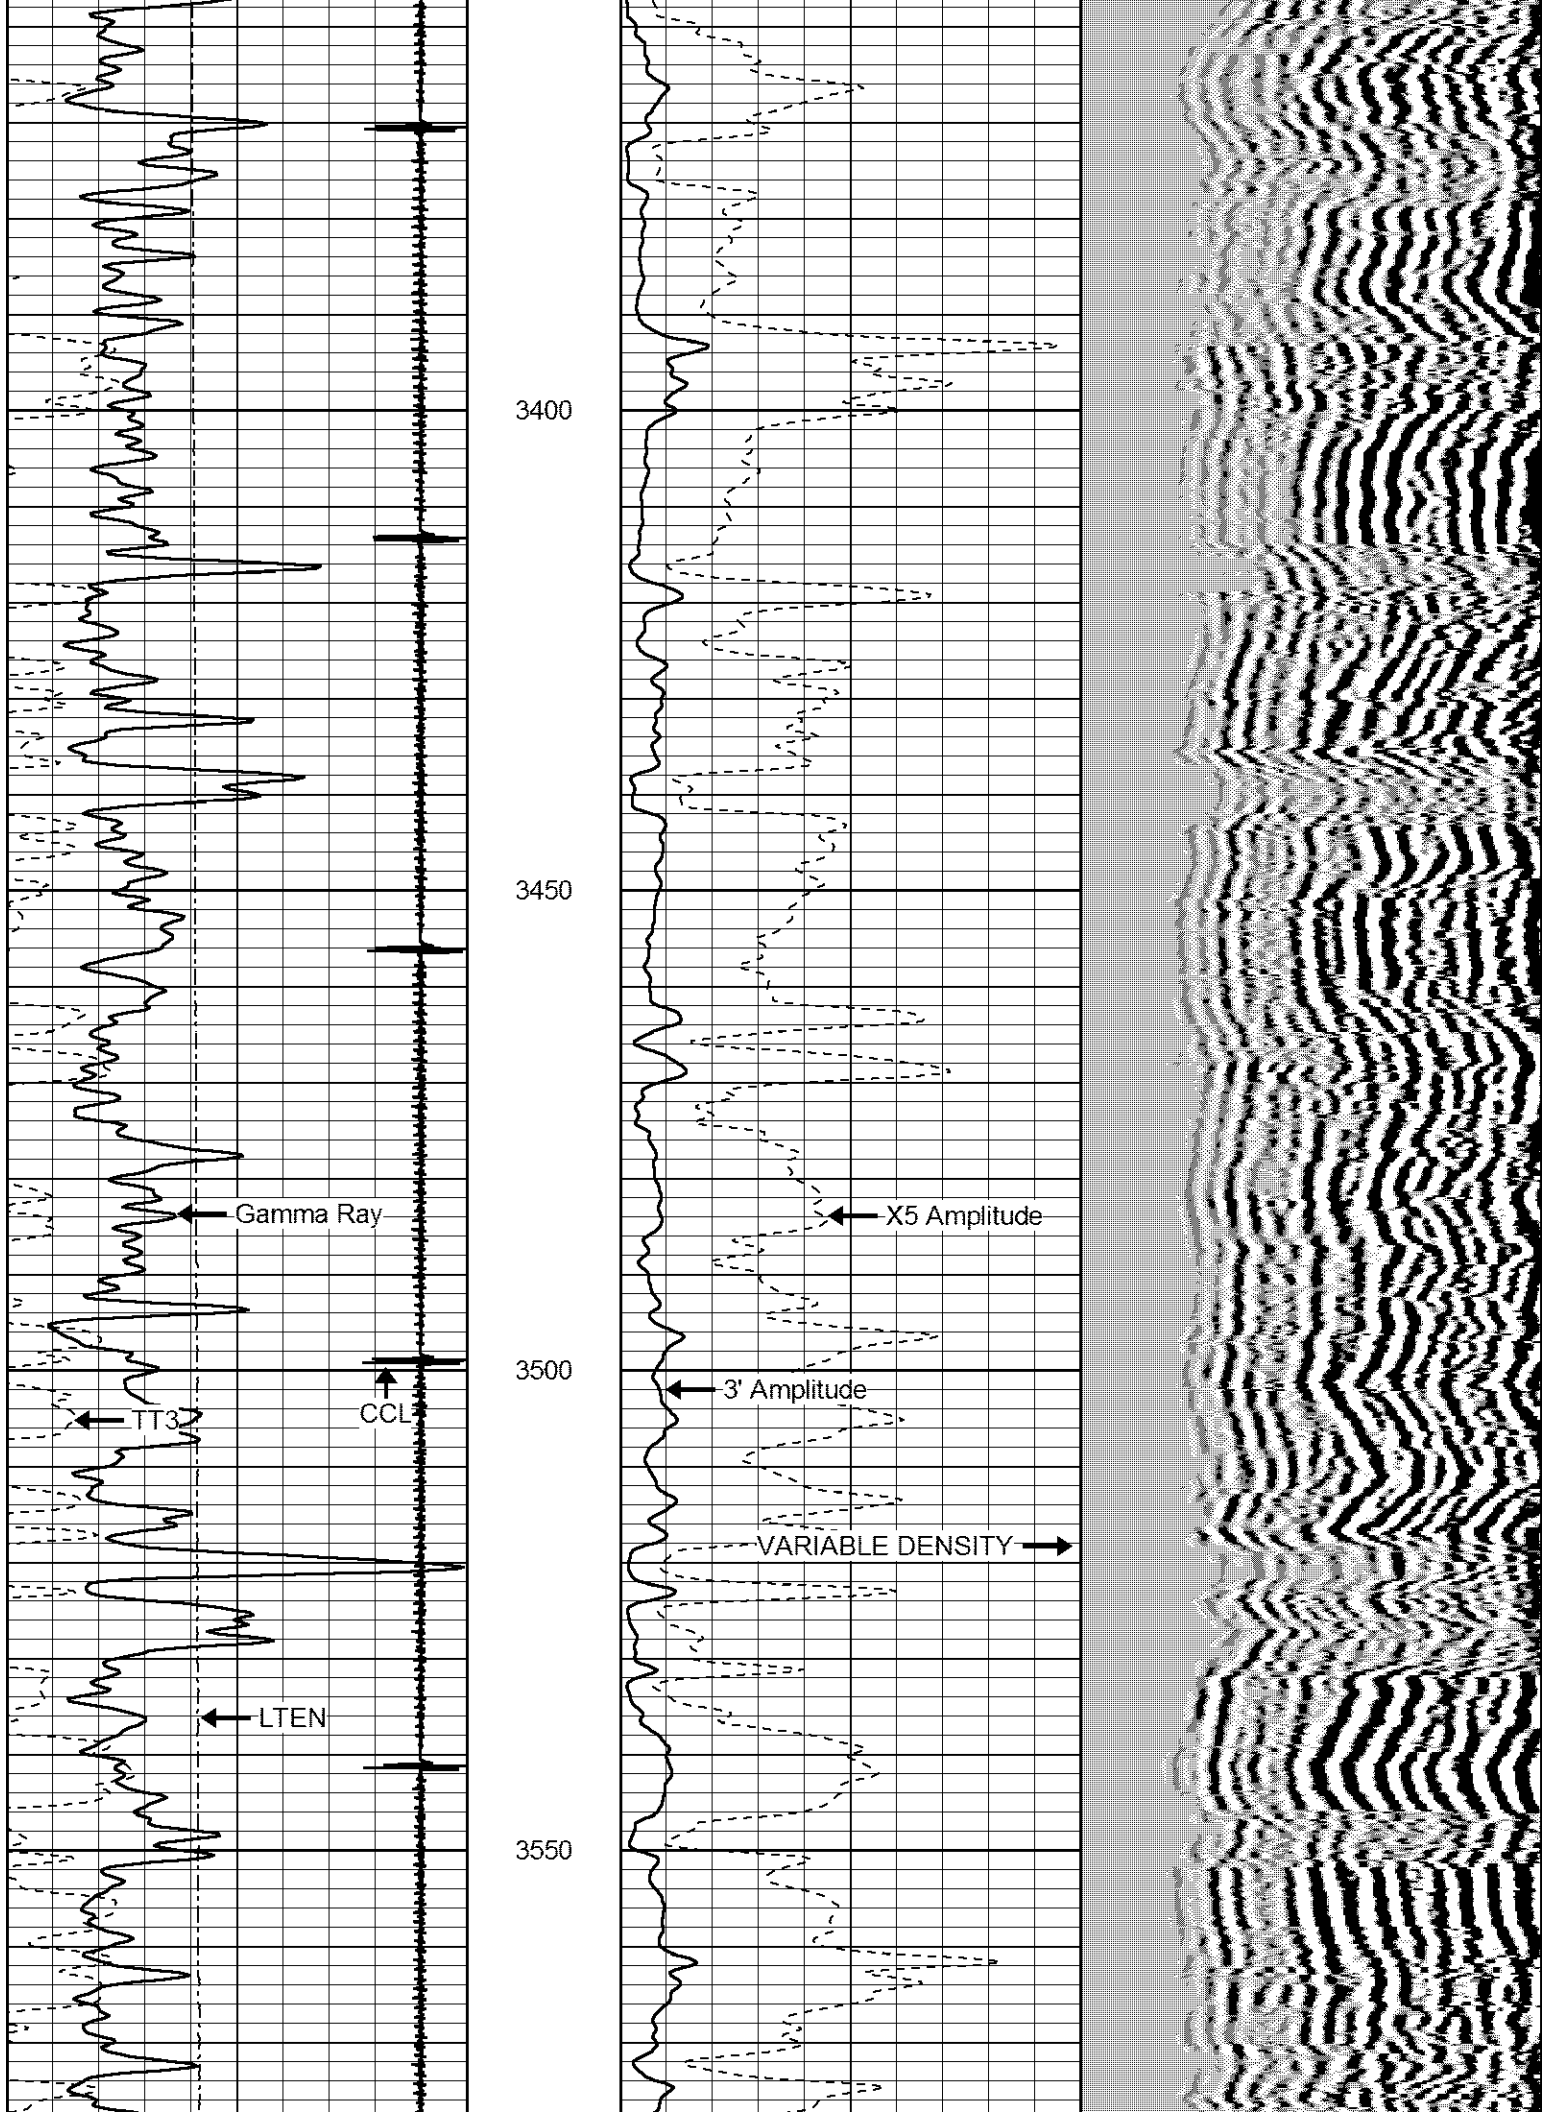 3400
3450
Gamma Ray
X5 Amplitude
3500
3' Amplitude
TT3
CCL
VARIABLE DENSITY
LTEN
3550